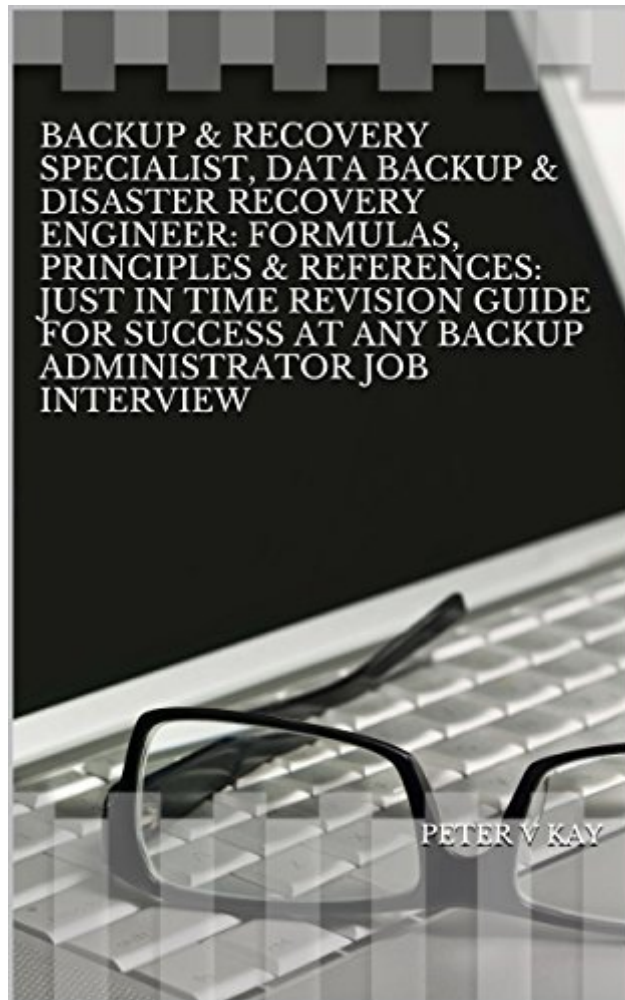 BACKUP & RECOVERY
SPECIALIST, DATA BACKUP &
DISASTER RECOVERY
ENGINEER: FORMULAS,
PRINCIPLES & REFERENCES:
JUST IN TIME REVISION GUIDE
FOR SUCCESS AT ANY BACKUP
ADMINISTRATOR JOB
INTERVIEW
PETER V KAY